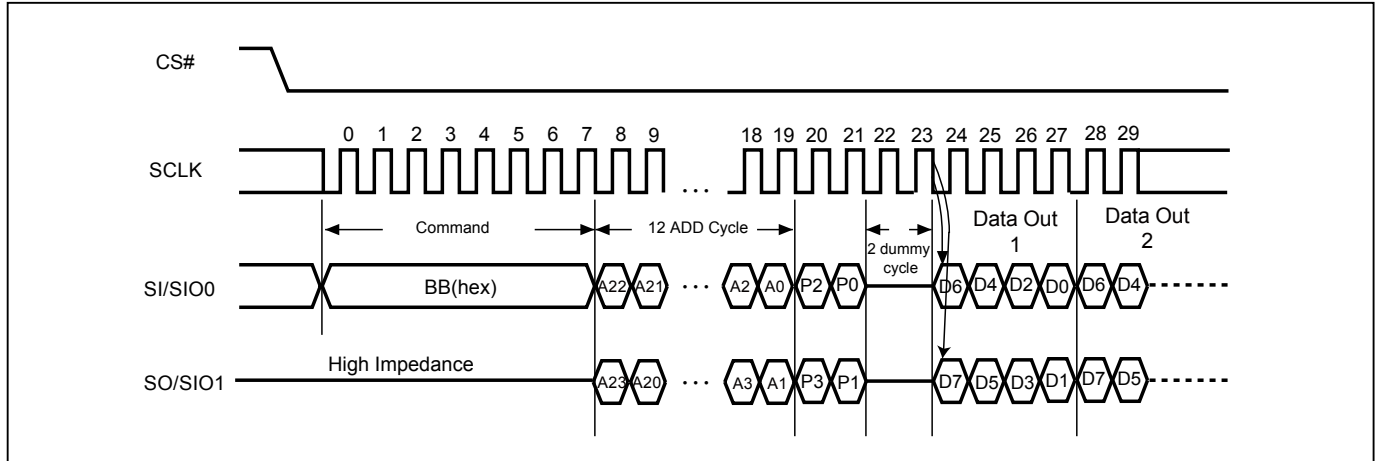 CS#
0 1 2 3 4 5 6 7 8 9 18 19 20 21 22 23 24 25 26 27 28 29
SCLK
...
Command
12 ADD Cycle
2 dummy
cycle
Data Out
1
Data Out
2
SI/SIO0
BB(hex)
A22 A21 ... A2 A0 P2 P0 D6 D4 D2 D0 D6 D4
High Impedance
SO/SIO1
A23 A20 ... A3 A1 P3 P1 D7 D5 D3 D1 D7 D5